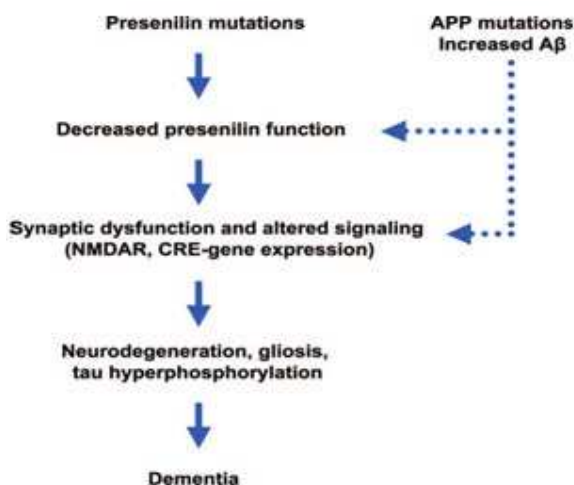 Presenilin mutations
APP mutations
Increased Aβ
Decreased presenilin function
Synaptic dysfunction and altered signaling
(NMDAR, CRE-gene expression)
Neurodegeneration, gliosis,
tau hyperphosphorylation
Dementia